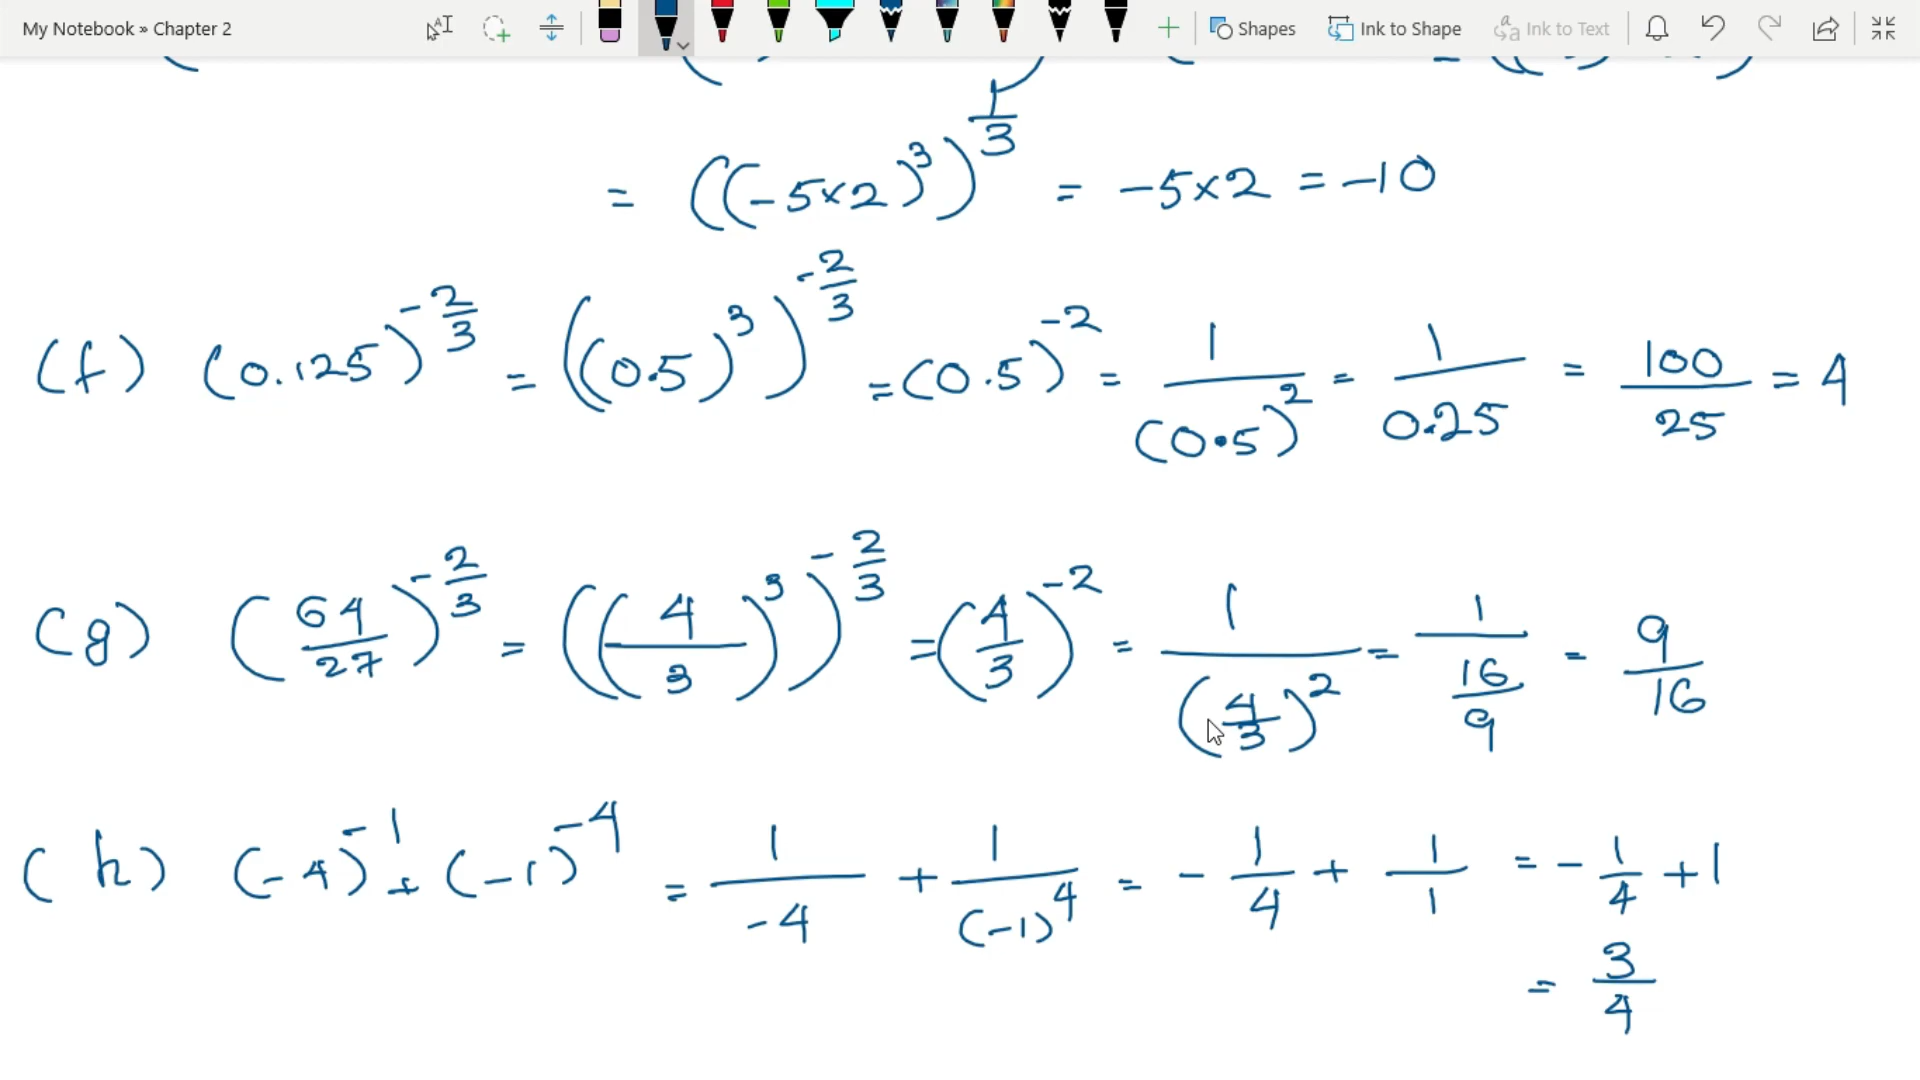 My Notebook » Chapter 2 Shapes Ink to Shape Ink to Text
= ((-5×2)³)^(1/3) = -5×2 = -10
(f) (0.125)^(-2/3) = ((0.5)³)^(-2/3) = (0.5)^(-2) = 1/(0.5)² = 1/0.25 = 100/25 = 4
(g) (64/27)^(-2/3) = ((4/3)³)^(-2/3) = (4/3)^(-2) = 1/(4/3)² = 1/(16/9) = 9/16
(h) (-4)^(-1) + (-1)^(-4) = 1/-4 + 1/(-1)^4 = -1/4 + 1/1 = -1/4 + 1
= 3/4